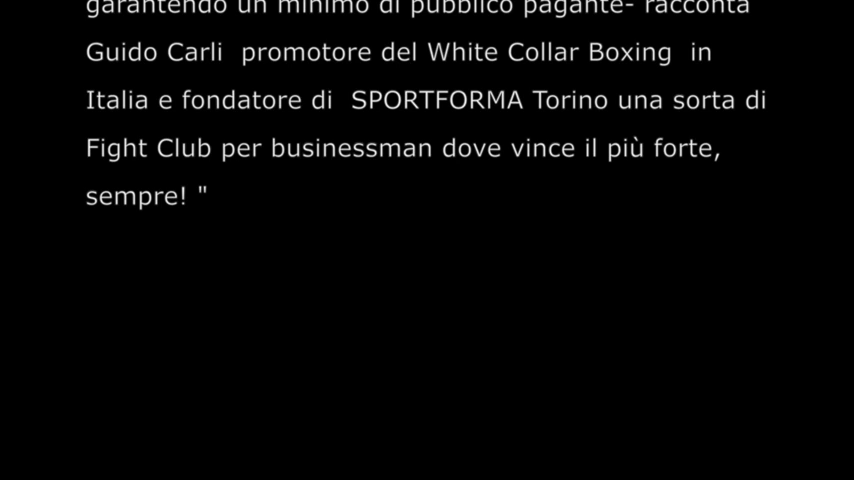 garantendo un minimo di pubblico pagante- racconta
Guido Carli promotore del White Collar Boxing in
Italia e fondatore di SPORTFORMA Torino una sorta di
Fight Club per businessman dove vince il più forte,
sempre! "